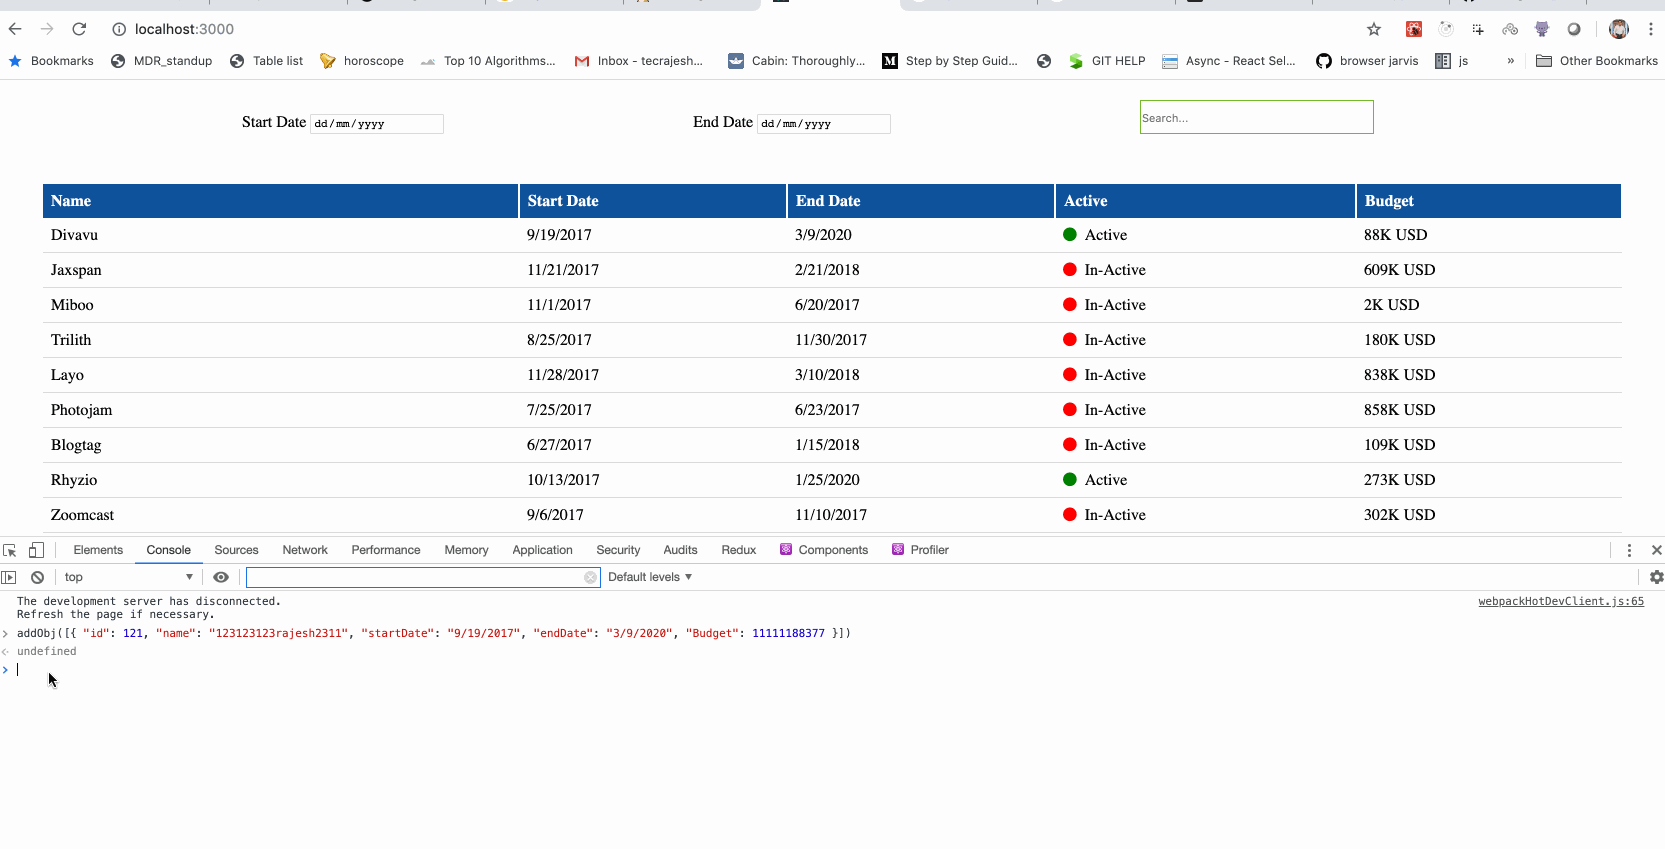 localhost:3000
Bookmarks MDR_standup Table list horoscope Top 10 Algorithms... Inbox - tecrajesh... Cabin: Thoroughly... Step by Step Guid... GIT HELP Async - React Sel... browser jarvis js » Other Bookmarks
Start Date dd/mm/yyyy End Date dd/mm/yyyy Search...
Name Start Date End Date Active Budget
Divavu 9/19/2017 3/9/2020 Active 88K USD
Jaxspan 11/21/2017 2/21/2018 In-Active 609K USD
Miboo 11/1/2017 6/20/2017 In-Active 2K USD
Trilith 8/25/2017 11/30/2017 In-Active 180K USD
Layo 11/28/2017 3/10/2018 In-Active 838K USD
Photojam 7/25/2017 6/23/2017 In-Active 858K USD
Blogtag 6/27/2017 1/15/2018 In-Active 109K USD
Rhyzio 10/13/2017 1/25/2020 Active 273K USD
Zoomcast 9/6/2017 11/10/2017 In-Active 302K USD
Elements Console Sources Network Performance Memory Application Security Audits Redux Components Profiler
top Default levels
The development server has disconnected. webpackHotDevClient.js:65
Refresh the page if necessary.
addObj([{ "id": 121, "name": "123123123rajesh2311", "startDate": "9/19/2017", "endDate": "3/9/2020", "Budget": 11111188377 }])
undefined